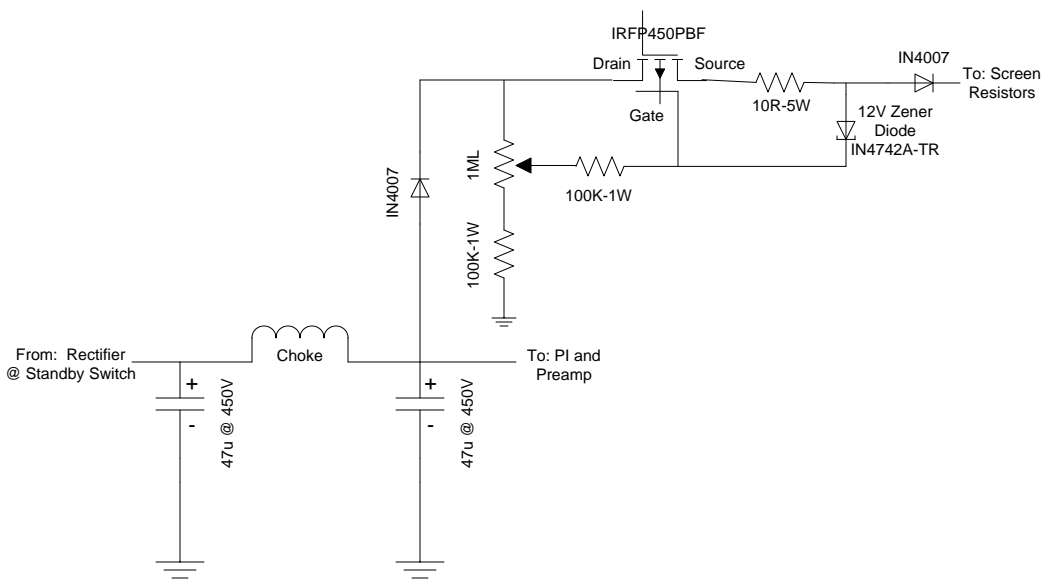 IRFP450PBF
Drain
Source
Gate
10R-5W
IN4007
To: Screen
Resistors
12V Zener
Diode
IN4742A-TR
1ML
100K-1W
IN4007
100K-1W
From: Rectifier
@ Standby Switch
Choke
To: PI and
Preamp
+
-
47u @ 450V
+
-
47u @ 450V